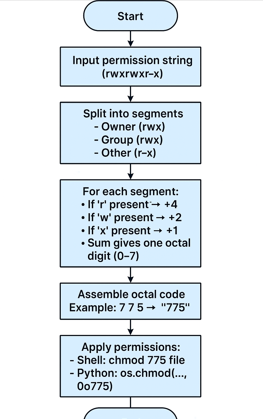 Start
Input permission string
(rwxrwxr–x)
Split into segments
- Owner (rwx)
- Group (rwx)
- Other (r–x)
For each segment:
• If 'r' present → +4
• If 'w' present → +2
• If 'x' present → +1
• Sum gives one octal
digit (0–7)
Assemble octal code
Example: 7 7 5 → "775"
Apply permissions:
- Shell: chmod 775 file
- Python: os.chmod(...,
0o775)